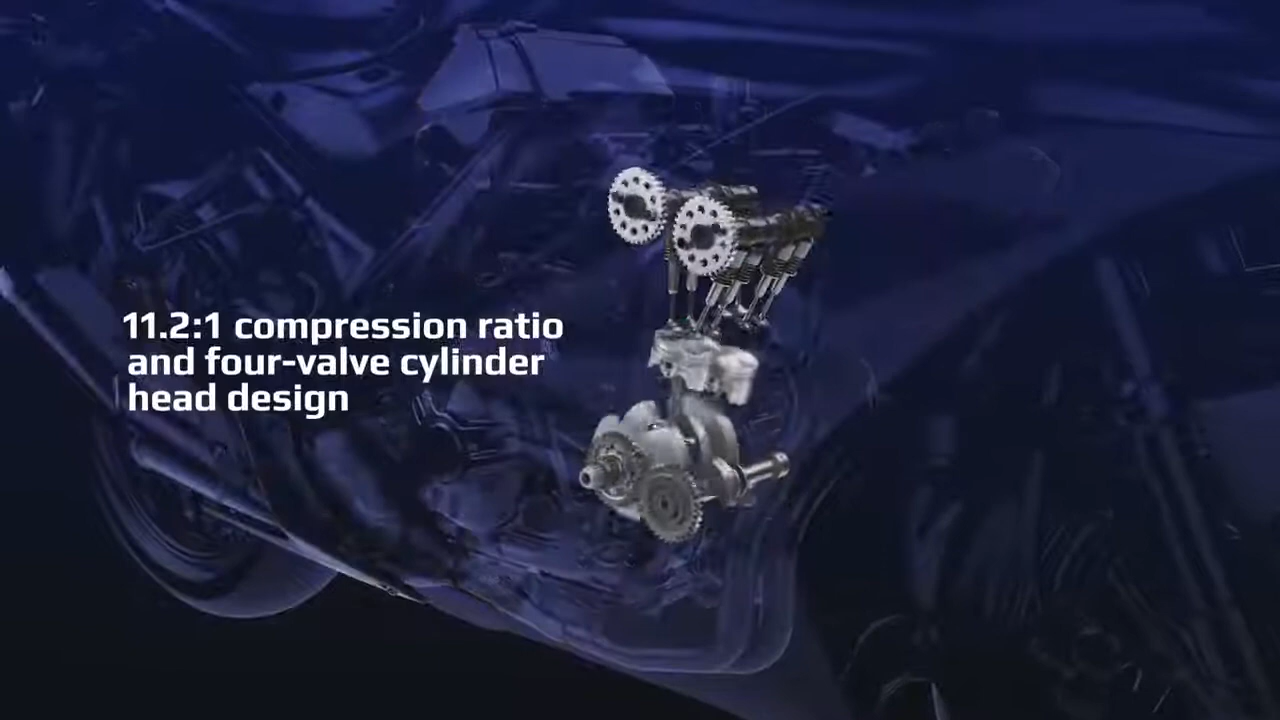 11.2:1 compression ratio
and four-valve cylinder
head design